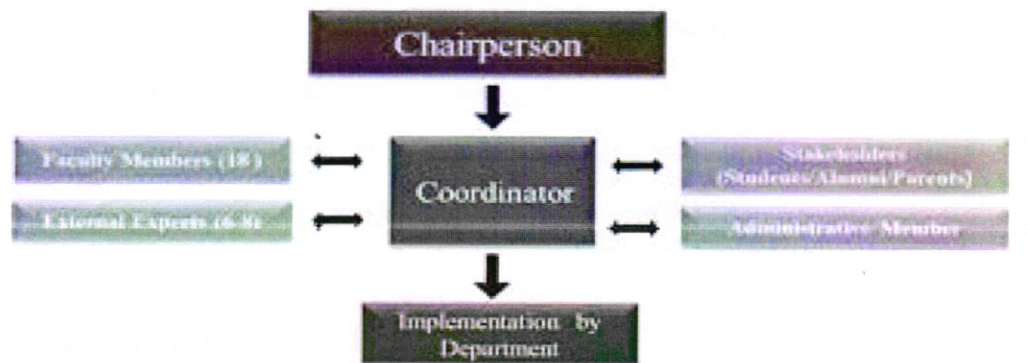 Chairperson
Faculty Members (18)
Coordinator
Stakeholders
(Students/Alumni/Parents)
External Experts (6-8)
Administrative Member
Implementation by
Department